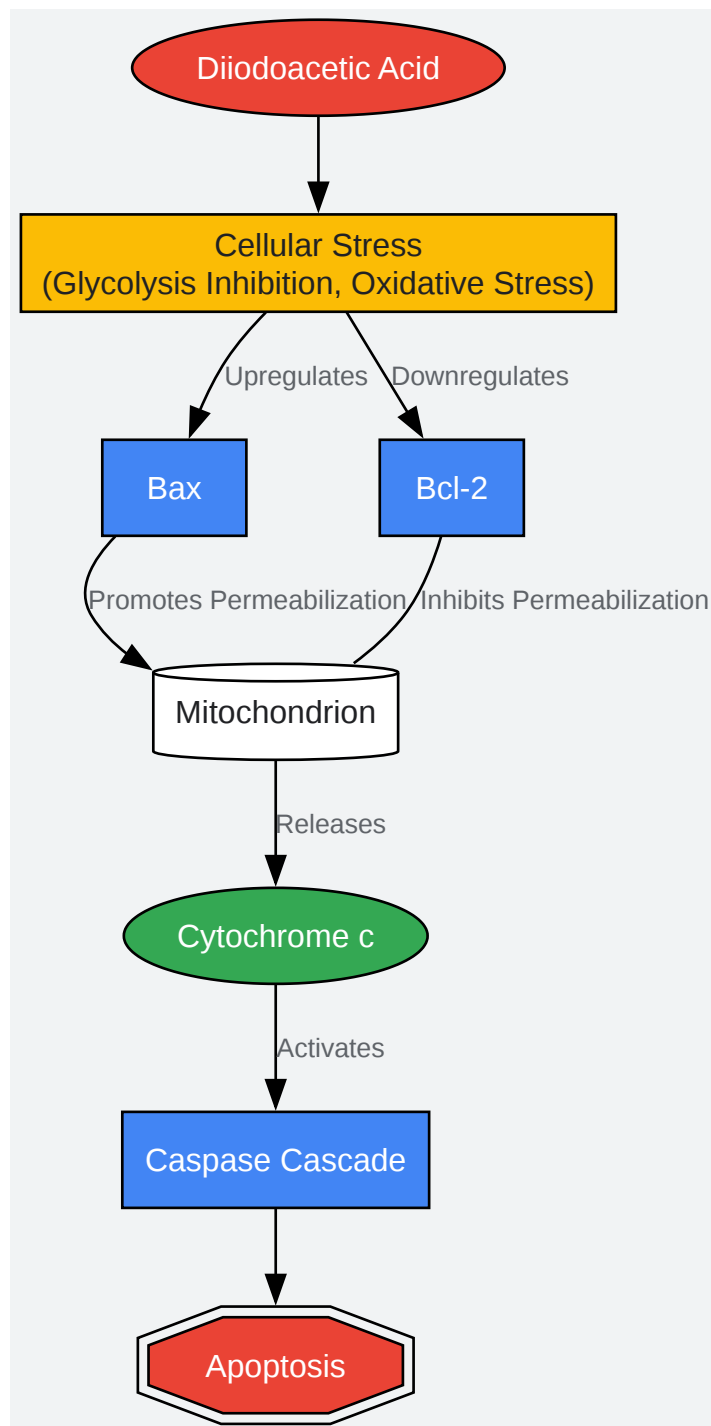 Diiodoacetic Acid
Cellular Stress
(Glycolysis Inhibition, Oxidative Stress)
Upregulates
Downregulates
Bax
Bcl-2
Promotes Permeabilization
Inhibits Permeabilization
Mitochondrion
Releases
Cytochrome c
Activates
Caspase Cascade
Apoptosis